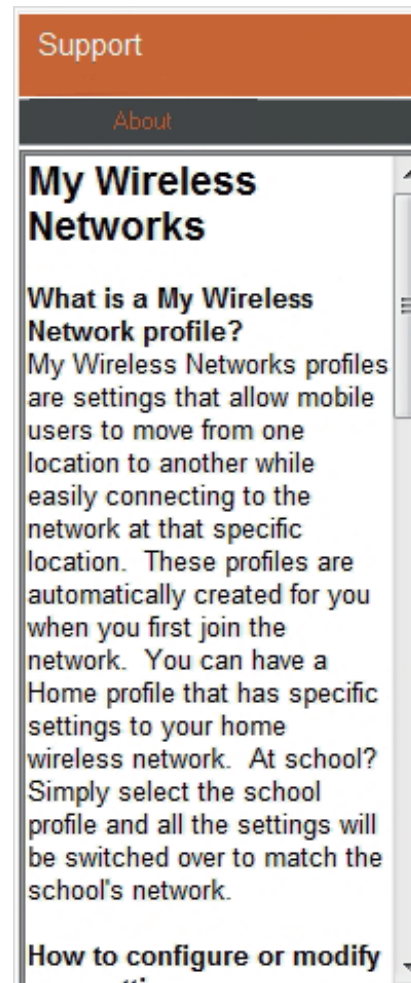 Support
About
My Wireless
Networks
What is a My Wireless
Network profile?
My Wireless Networks profiles
are settings that allow mobile
users to move from one
location to another while
easily connecting to the
network at that specific
location.  These profiles are
automatically created for you
when you first join the
network.  You can have a
Home profile that has specific
settings to your home
wireless network.  At school?
Simply select the school
profile and all the settings will
be switched over to match the
school's network.
How to configure or modify